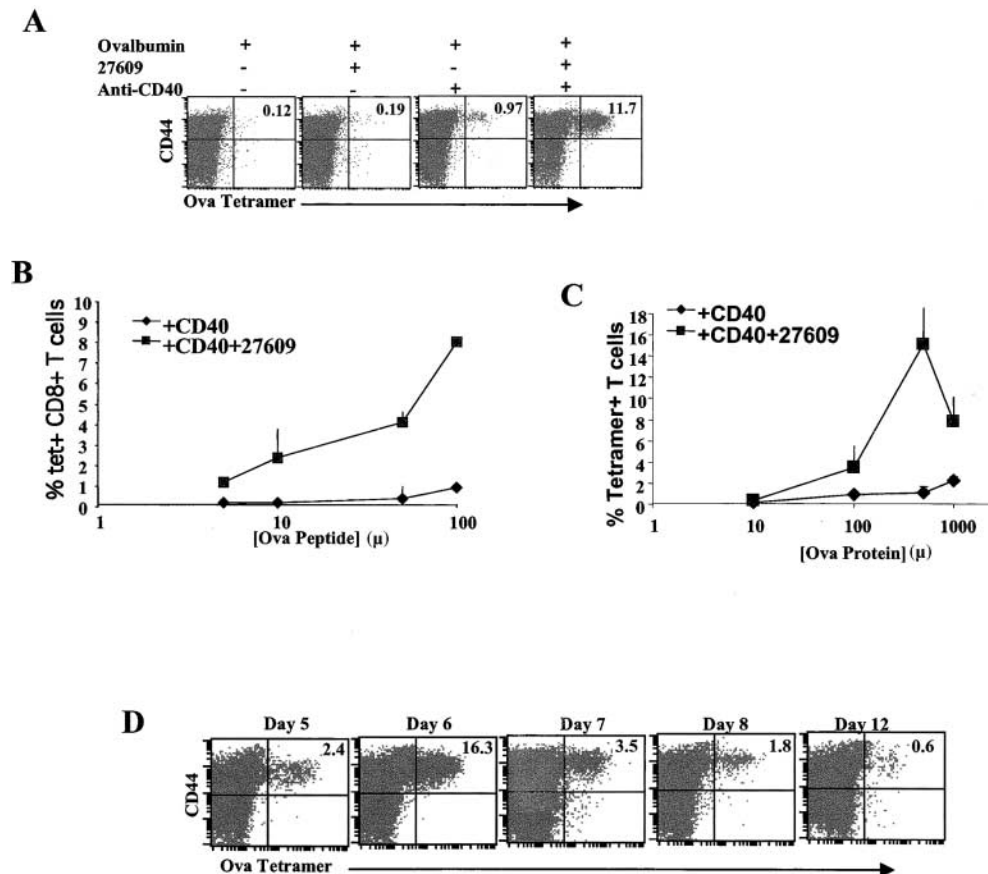 A
Ovalbumin + + + +
27609 - + - +
Anti-CD40 - - + +
0.12 0.19 0.97 11.7
CD44
Ova Tetramer
B
% tet+ CD8+ T cells
10
9
8
7
6
5
4
3
2
1
0
+CD40
+CD40+27609
1 10 100
[Ova Peptide] (µ)
C
% Tetramer+ T cells
18
16
14
12
10
8
6
4
2
0
+CD40
+CD40+27609
1 10 100 1000
[Ova Protein] (µ)
D
Day 5 Day 6 Day 7 Day 8 Day 12
2.4 16.3 3.5 1.8 0.6
CD44
Ova Tetramer